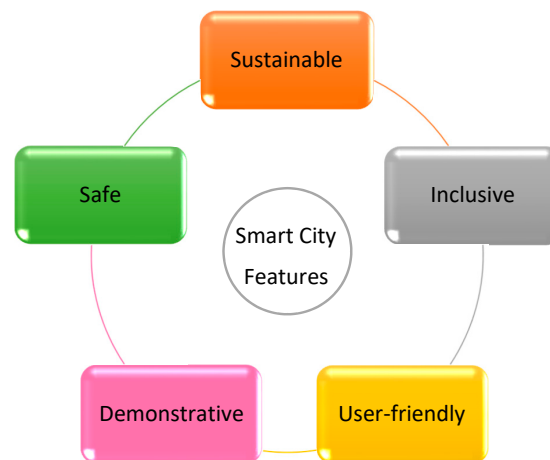 Sustainable
Safe
Inclusive
Smart City
Features
Demonstrative
User-friendly